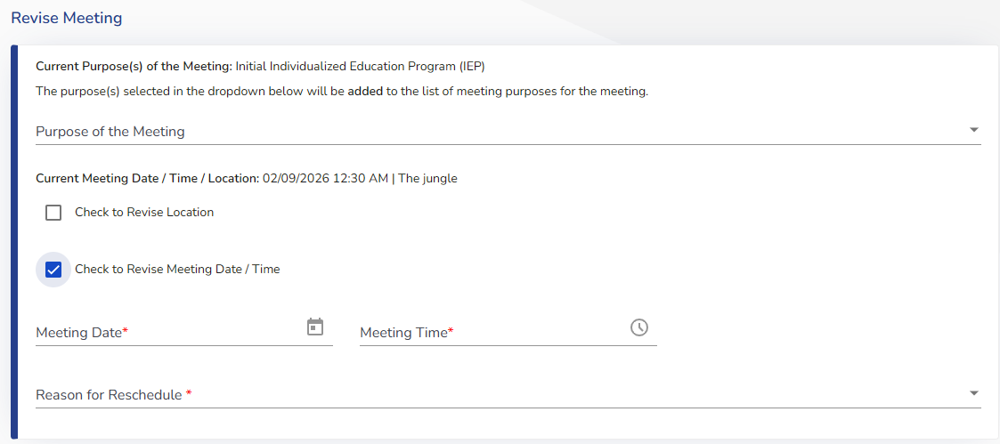 Revise Meeting
Current Purpose(s) of the Meeting: Initial Individualized Education Program (IEP)
The purpose(s) selected in the dropdown below will be added to the list of meeting purposes for the meeting.
Purpose of the Meeting
Current Meeting Date / Time / Location: 02/09/2026 12:30 AM | The jungle
Check to Revise Location
Check to Revise Meeting Date / Time
Meeting Date* Meeting Time*
Reason for Reschedule *